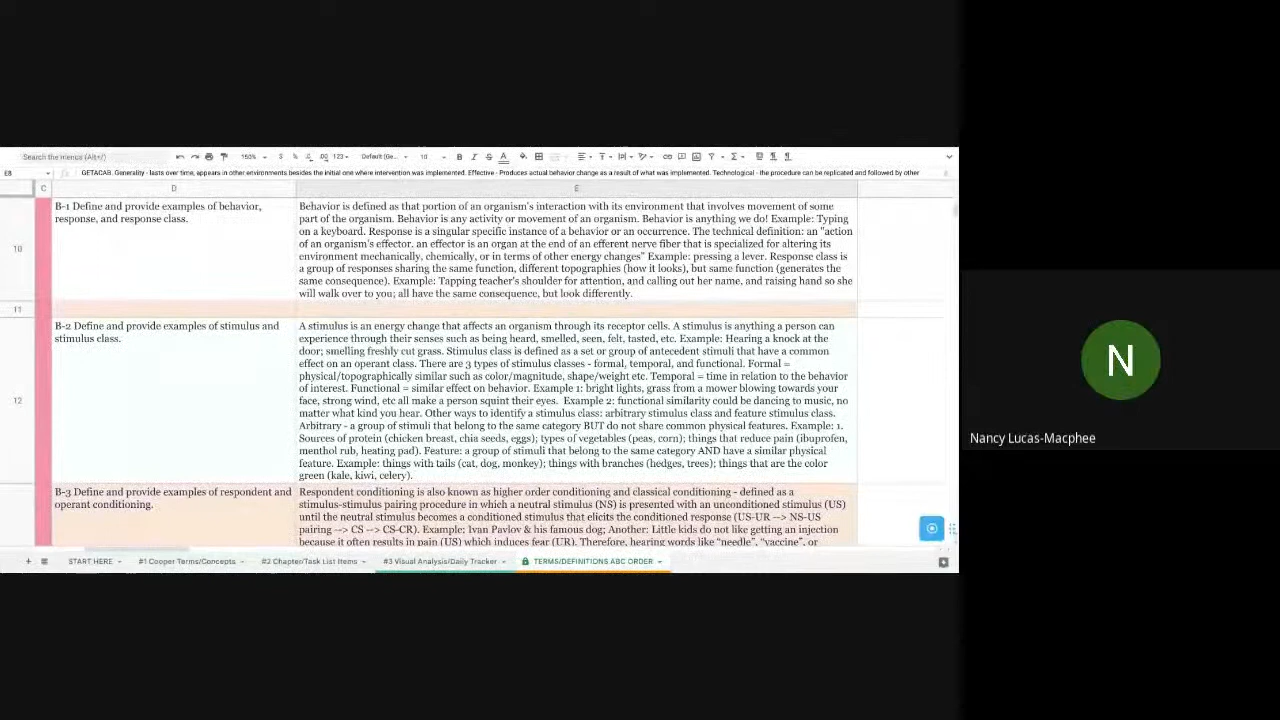 Search the menus (Alt+/)
150%
$
%
.0
.00
123
Default (Ge...
10
B
I
S
A
E8
GETACAB. Generality - lasts over time, appears in other environments besides the initial one where intervention was implemented. Effective - Produces actual behavior change as a result of what was implemented. Technological - the procedure can be replicated and followed by other
C
D
E
10
B-1 Define and provide examples of behavior,
response, and response class.
Behavior is defined as that portion of an organism's interaction with its environment that involves movement of some
part of the organism. Behavior is any activity or movement of an organism. Behavior is anything we do! Example: Typing
on a keyboard. Response is a singular specific instance of a behavior or an occurrence. The technical definition: an "action
of an organism's effector. an effector is an organ at the end of an efferent nerve fiber that is specialized for altering its
environment mechanically, chemically, or in terms of other energy changes" Example: pressing a lever. Response class is
a group of responses sharing the same function, different topographies (how it looks), but same function (generates the
same consequence). Example: Tapping teacher's shoulder for attention, and calling out her name, and raising hand so she
will walk over to you; all have the same consequence, but look differently.
11
12
B-2 Define and provide examples of stimulus and
stimulus class.
A stimulus is an energy change that affects an organism through its receptor cells. A stimulus is anything a person can
experience through their senses such as being heard, smelled, seen, felt, tasted, etc. Example: Hearing a knock at the
door; smelling freshly cut grass. Stimulus class is defined as a set or group of antecedent stimuli that have a common
effect on an operant class. There are 3 types of stimulus classes - formal, temporal, and functional. Formal =
physical/topographically similar such as color/magnitude, shape/weight etc. Temporal = time in relation to the behavior
of interest. Functional = similar effect on behavior. Example 1: bright lights, grass from a mower blowing towards your
face, strong wind, etc all make a person squint their eyes. Example 2: functional similarity could be dancing to music, no
matter what kind you hear. Other ways to identify a stimulus class: arbitrary stimulus class and feature stimulus class.
Arbitrary - a group of stimuli that belong to the same category BUT do not share common physical features. Example: 1.
Sources of protein (chicken breast, chia seeds, eggs); types of vegetables (peas, corn); things that reduce pain (ibuprofen,
menthol rub, heating pad). Feature: a group of stimuli that belong to the same category AND have a similar physical
feature. Example: things with tails (cat, dog, monkey); things with branches (hedges, trees); things that are the color
green (kale, kiwi, celery).
B-3 Define and provide examples of respondent and
operant conditioning.
Respondent conditioning is also known as higher order conditioning and classical conditioning - defined as a
stimulus-stimulus pairing procedure in which a neutral stimulus (NS) is presented with an unconditioned stimulus (US)
until the neutral stimulus becomes a conditioned stimulus that elicits the conditioned response (US-UR --> NS-US
pairing --> CS --> CS-CR). Example: Ivan Pavlov & his famous dog; Another: Little kids do not like getting an injection
because it often results in pain (US) which induces fear (UR). Therefore, hearing words like "needle", "vaccine", or
START HERE
#1 Cooper Terms/Concepts
#2 Chapter/Task List Items
#3 Visual Analysis/Daily Tracker
TERMS/DEFINITIONS ABC ORDER
N
Nancy Lucas-Macphee